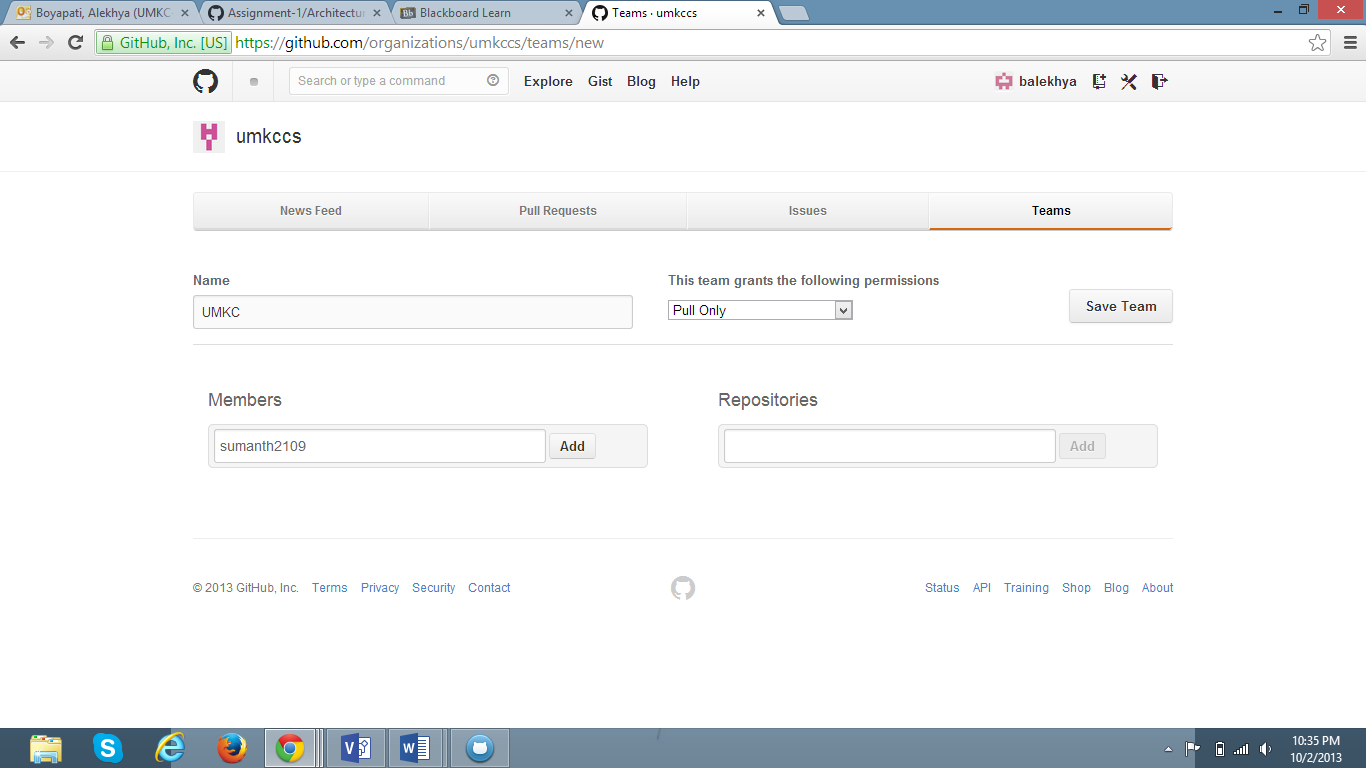 Boyapati, Alekhya (UMKC
Assignment-1/Architectur
Blackboard Learn
Teams · umkccs
GitHub, Inc. [US] https://github.com/organizations/umkccs/teams/new
Search or type a command
Explore Gist Blog Help
balekhya
umkccs
News Feed Pull Requests Issues Teams
Name
This team grants the following permissions
UMKC
Pull Only
Save Team
Members
Repositories
sumanth2109 Add
Add
© 2013 GitHub, Inc. Terms Privacy Security Contact
Status API Training Shop Blog About
10:35 PM
10/2/2013